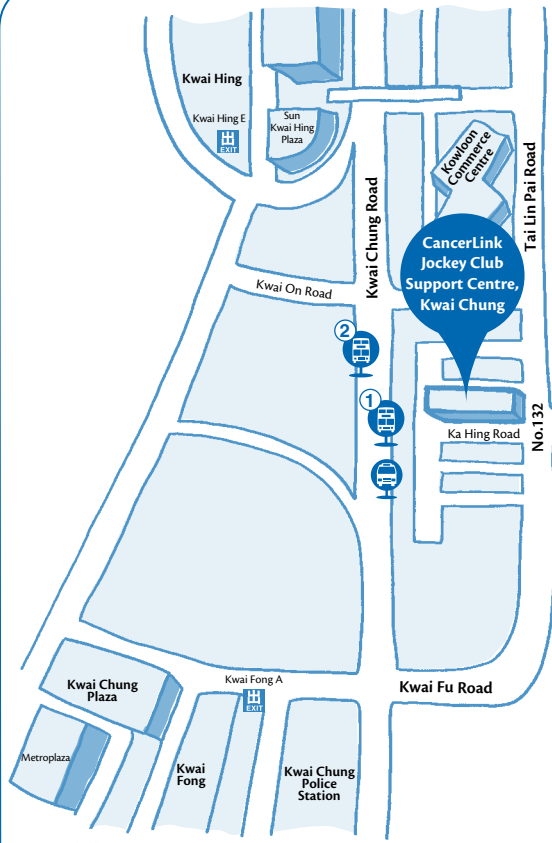 Kwai Hing
Kwai Hing E
EXIT
Sun
Kwai Hing
Plaza
Kowloon
Commerce
Centre
Tai Lin Pai Road
Kwai Chung Road
CancerLink
Jockey Club
Support Centre,
Kwai Chung
Kwai On Road
2
1
Ka Hing Road
No.132
Kwai Fong A
EXIT
Kwai Fu Road
Kwai Chung
Plaza
Metroplaza
Kwai
Fong
Kwai Chung
Police
Station